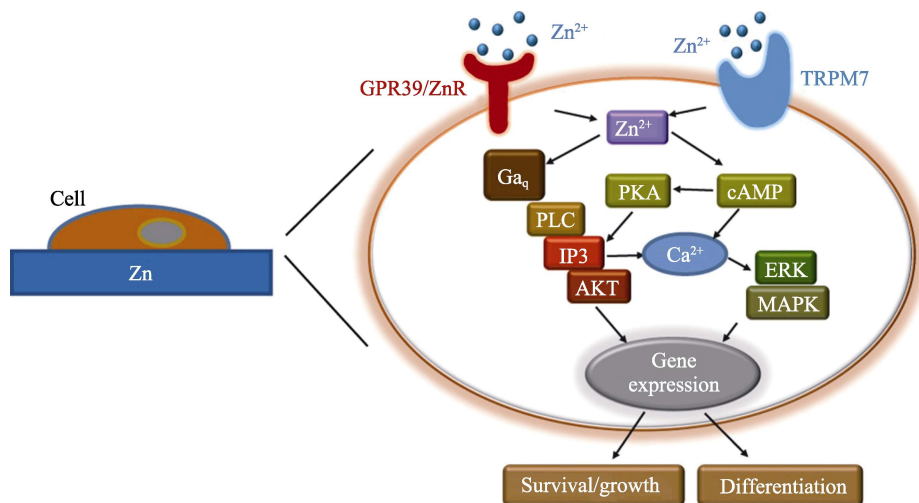 Zn²⁺
Zn²⁺
GPR39/ZnR
TRPM7
Zn²⁺
Gaq
PKA
cAMP
Cell
PLC
Zn
IP3
Ca²⁺
ERK
AKT
MAPK
Gene
expression
Survival/growth
Differentiation